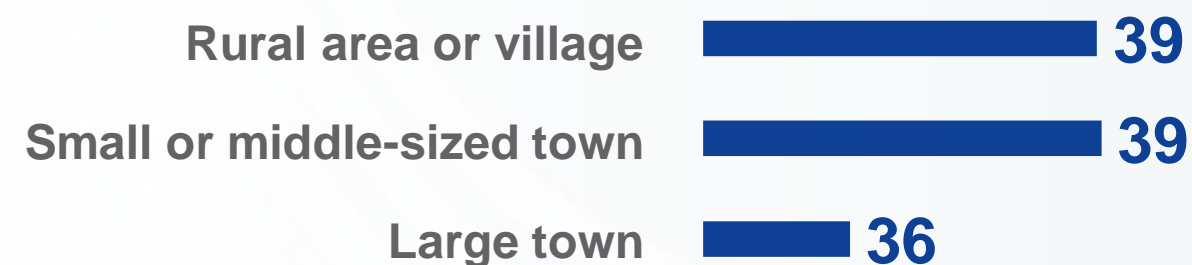 Rural area or village 39
Small or middle-sized town 39
Large town 36